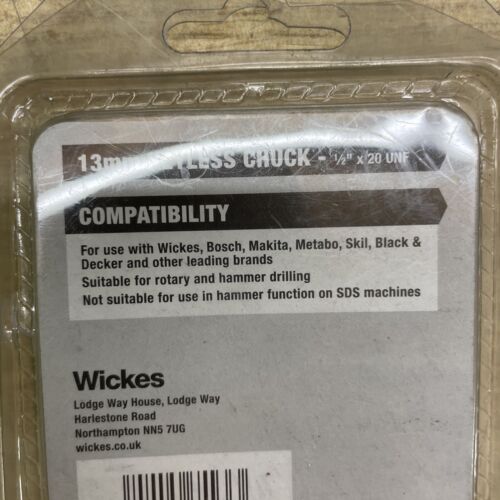 13mm KEYLESS CHUCK - ½" x 20 UNF
COMPATIBILITY
For use with Wickes, Bosch, Makita, Metabo, Skil, Black &
Decker and other leading brands
Suitable for rotary and hammer drilling
Not suitable for use in hammer function on SDS machines
Wickes
Lodge Way House, Lodge Way
Harlestone Road
Northampton NN5 7UG
wickes.co.uk